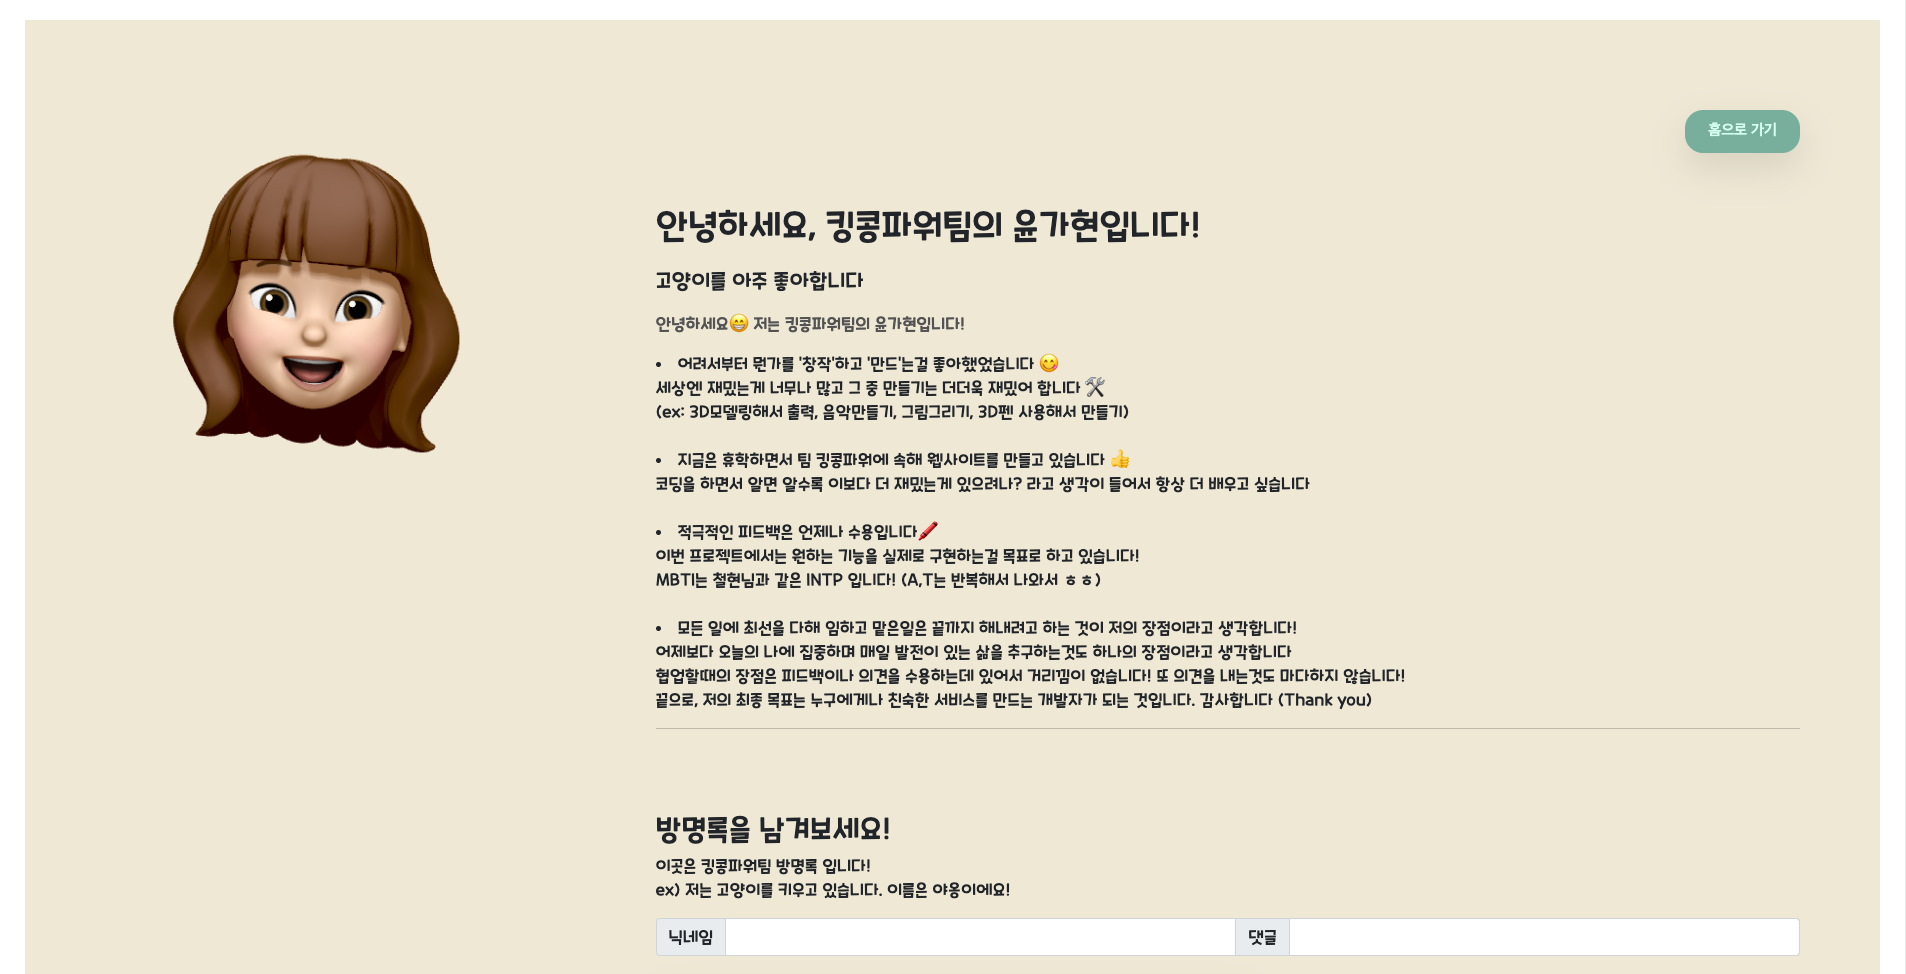 홈으로 가기
안녕하세요, 킹콩파워팀의 윤가현입니다!
고양이를 아주 좋아합니다
안녕하세요😁 저는 킹콩파워팀의 윤가현입니다!
• 어려서부터 뭔가를 '창작'하고 '만드'는걸 좋아했었습니다 😋
세상엔 재밌는게 너무나 많고 그 중 만들기는 더더욱 재밌어 합니다 🛠
(ex: 3D모델링해서 출력, 음악만들기, 그림그리기, 3D펜 사용해서 만들기)
• 지금은 휴학하면서 팀 킹콩파워에 속해 웹사이트를 만들고 있습니다 👍
코딩을 하면서 알면 알수록 이보다 더 재밌는게 있으려나? 라고 생각이 들어서 항상 더 배우고 싶습니다
• 적극적인 피드백은 언제나 수용입니다🖍
이번 프로젝트에서는 원하는 기능을 실제로 구현하는걸 목표로 하고 있습니다!
MBTI는 철현님과 같은 INTP 입니다! (A,T는 반복해서 나와서 ㅎㅎ)
• 모든 일에 최선을 다해 임하고 맡은일은 끝까지 해내려고 하는 것이 저의 장점이라고 생각합니다!
어제보다 오늘의 나에 집중하며 매일 발전이 있는 삶을 추구하는것도 하나의 장점이라고 생각합니다
협업할때의 장점은 피드백이나 의견을 수용하는데 있어서 거리낌이 없습니다! 또 의견을 내는것도 마다하지 않습니다!
끝으로, 저의 최종 목표는 누구에게나 친숙한 서비스를 만드는 개발자가 되는 것입니다. 감사합니다 (Thank you)
방명록을 남겨보세요!
이곳은 킹콩파워팀 방명록 입니다!
ex) 저는 고양이를 키우고 있습니다. 이름은 야옹이에요!
닉네임 댓글